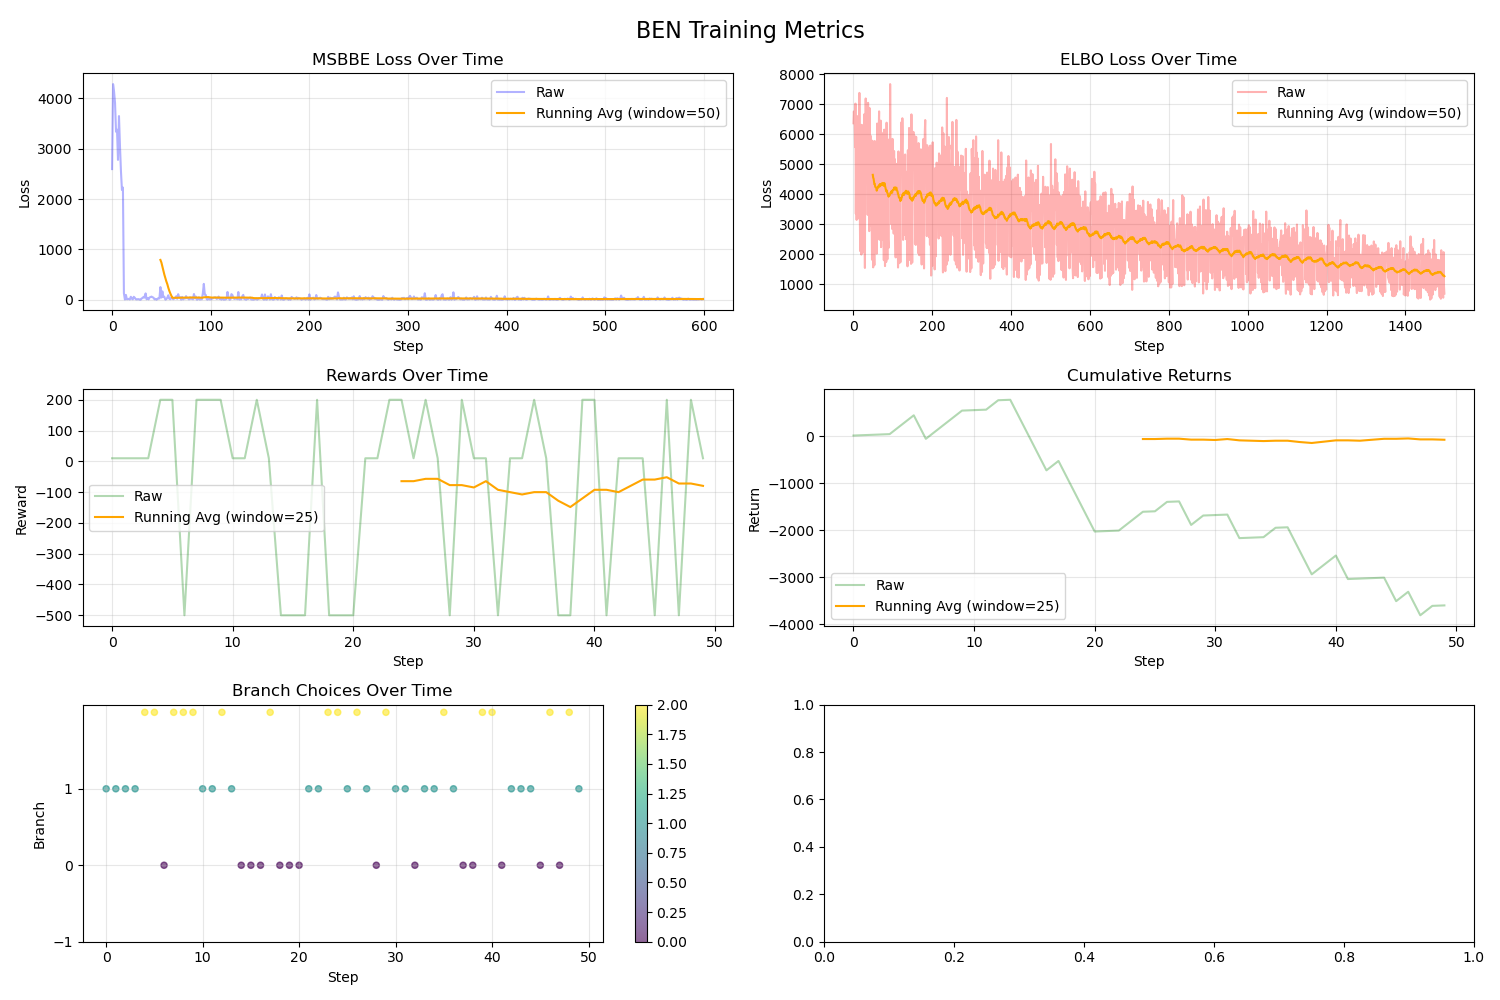 BEN Training Metrics
MSBBE Loss Over Time
Loss
4000
3000
2000
1000
0
Raw
Running Avg (window=50)
0 100 200 300 400 500 600
Step
ELBO Loss Over Time
Loss
8000
7000
6000
5000
4000
3000
2000
1000
Raw
Running Avg (window=50)
0 200 400 600 800 1000 1200 1400
Step
Rewards Over Time
Reward
200
100
0
−100
−200
−300
−400
−500
Raw
Running Avg (window=25)
0 10 20 30 40 50
Step
Cumulative Returns
Return
0
−1000
−2000
−3000
−4000
Raw
Running Avg (window=25)
0 10 20 30 40 50
Step
Branch Choices Over Time
Branch
1
0
−1
0 10 20 30 40 50
Step
2.00
1.75
1.50
1.25
1.00
0.75
0.50
0.25
0.00
1.0
0.8
0.6
0.4
0.2
0.0
0.0 0.2 0.4 0.6 0.8 1.0